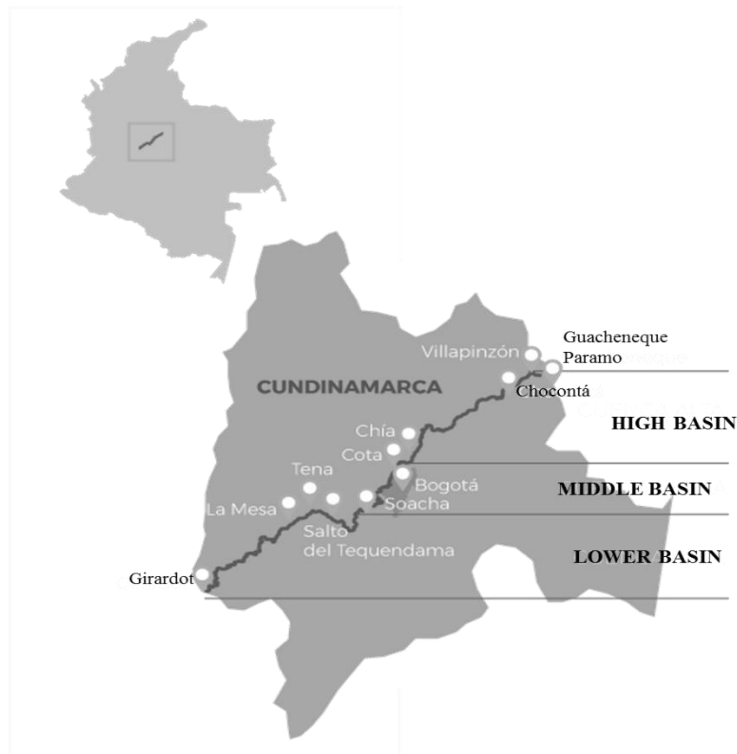 Guacheneque
Villapinzón
Paramo
CUNDINAMARCA
Chocontá
HIGH BASIN
Chía
Cota
Tena
Bogotá
MIDDLE BASIN
La Mesa
Soacha
Salto
del Tequendama
LOWER BASIN
Girardot